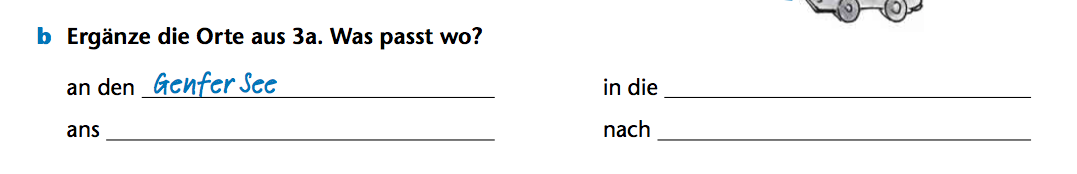 b Ergänze die Orte aus 3a. Was passt wo?
an den Genfer See
in die
ans
nach